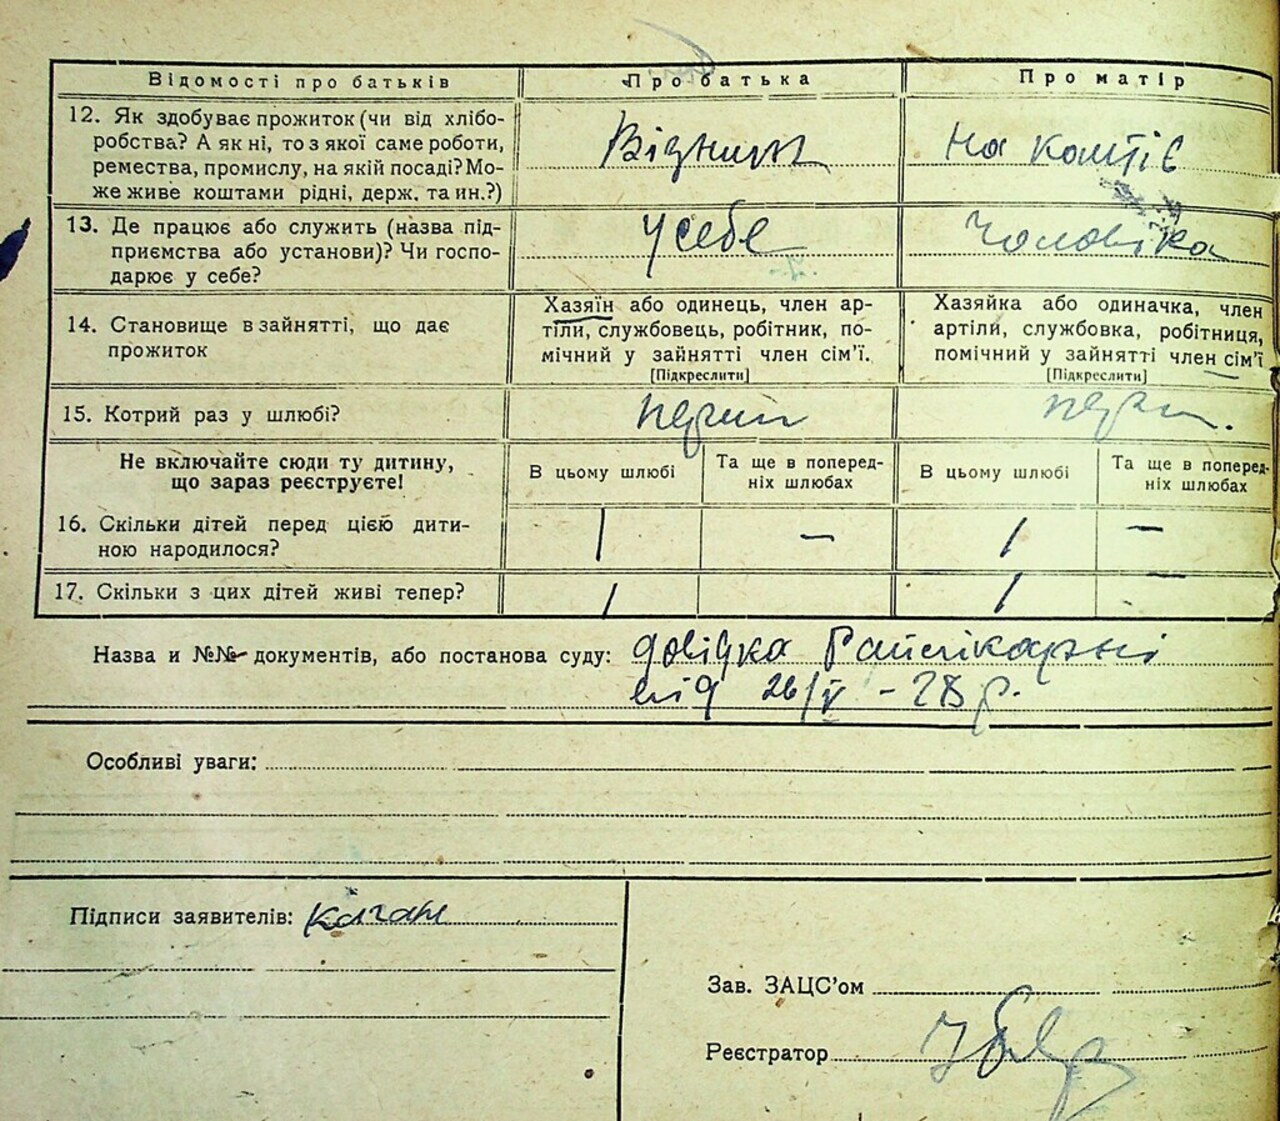 Відомості про батьків
Про батька
Про матір
12. Як здобуває прожиток (чи від хлібо-
робства? А як ні, то з якої саме роботи,
ремества, промислу, на якій посаді? Мо-
же живе коштами рідні, держ. та ин.?)
Візник
на кошті
13. Де працює або служить (назва під-
приємства або установи)? Чи госпо-
дарює у себе?
У себе
Чоловіка
14. Становище в зайнятті, що дає
прожиток
Хазяїн або одинець, член ар-
тіли, службовець, робітник, по-
мічний у зайнятті член сім’ї.
[Підкреслити]
Хазяйка або одиначка, член
артіли, службовка, робітниця,
помічний у зайнятті член сім’ї
[Підкреслити]
15. Котрий раз у шлюбі?
перший
Не включайте сюди ту дитину,
що зараз реєструєте!
В цьому шлюбі
Та ще в поперед-
ніх шлюбах
В цьому шлюбі
Та ще в поперед-
ніх шлюбах
16. Скільки дітей перед цією дити-
ною народилося?
1 – 1 –
17. Скільки з цих дітей живі тепер?
1 1 –
Назва и №№ документів, або постанова суду: довідка Райлікарні
від 26/V – 28 р.
Особливі уваги:
Підписи заявителів: Каган
Зав. ЗАЦС’ом
Реєстратор